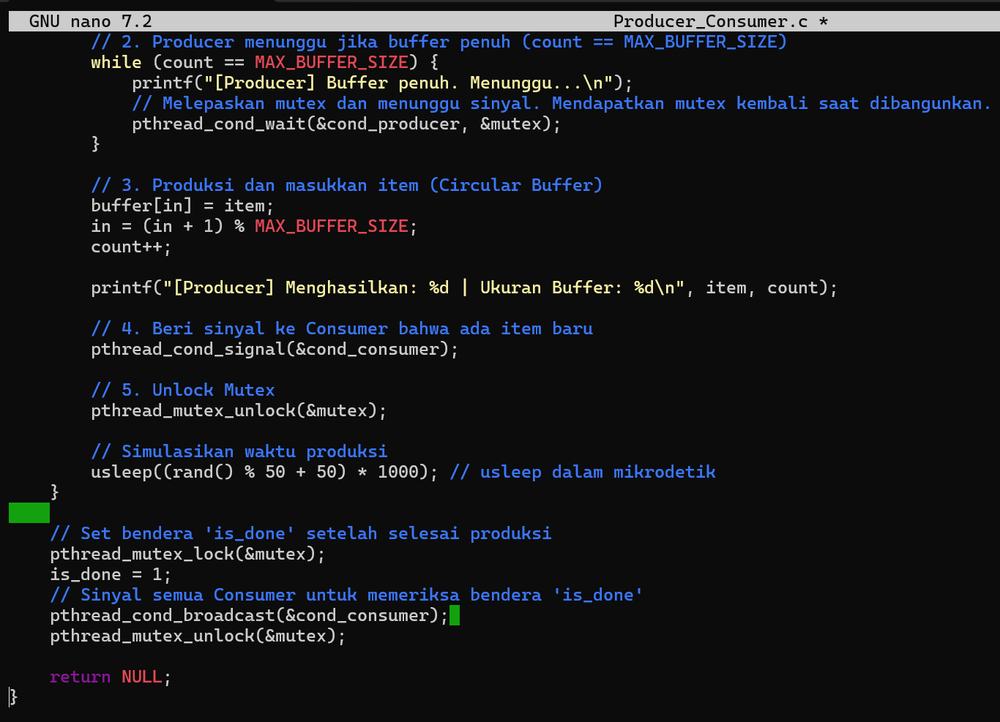 GNU nano 7.2 Producer_Consumer.c *
// 2. Producer menunggu jika buffer penuh (count == MAX_BUFFER_SIZE)
while (count == MAX_BUFFER_SIZE) {
printf("[Producer] Buffer penuh. Menunggu...\n");
// Melepaskan mutex dan menunggu sinyal. Mendapatkan mutex kembali saat dibangunkan.
pthread_cond_wait(&cond_producer, &mutex);
}
// 3. Produksi dan masukkan item (Circular Buffer)
buffer[in] = item;
in = (in + 1) % MAX_BUFFER_SIZE;
count++;
printf("[Producer] Menghasilkan: %d | Ukuran Buffer: %d\n", item, count);
// 4. Beri sinyal ke Consumer bahwa ada item baru
pthread_cond_signal(&cond_consumer);
// 5. Unlock Mutex
pthread_mutex_unlock(&mutex);
// Simulasikan waktu produksi
usleep((rand() % 50 + 50) * 1000); // usleep dalam mikrodetik
}
// Set bendera 'is_done' setelah selesai produksi
pthread_mutex_lock(&mutex);
is_done = 1;
// Sinyal semua Consumer untuk memeriksa bendera 'is_done'
pthread_cond_broadcast(&cond_consumer);
pthread_mutex_unlock(&mutex);
return NULL;
}